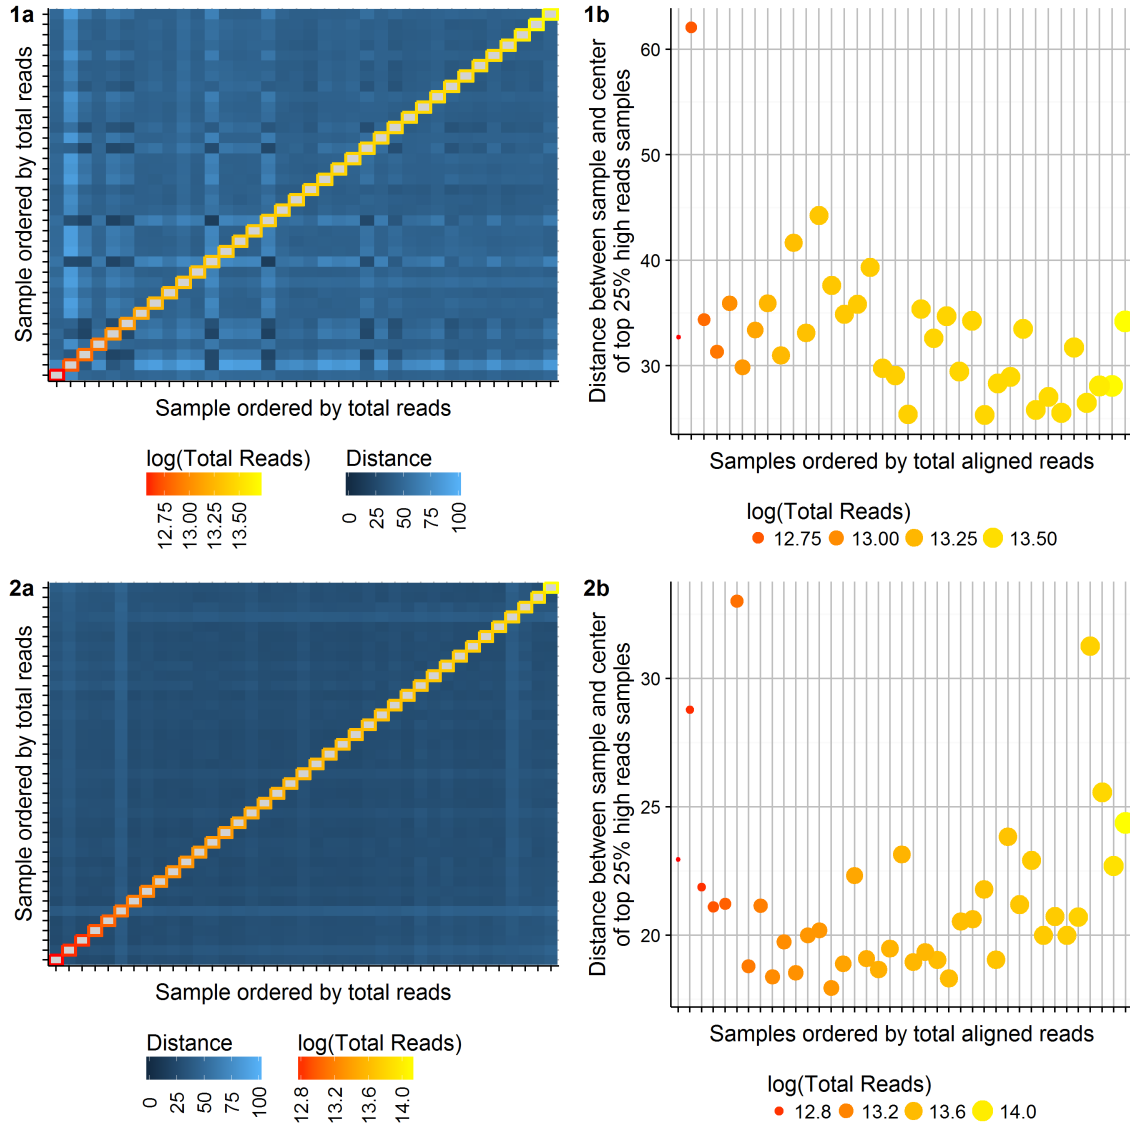 1a
Sample ordered by total reads
Sample ordered by total reads
log(Total Reads)
12.75
13.00
13.25
13.50
Distance
0
25
50
75
100
1b
Distance between sample and center
of top 25% high reads samples
60
50
40
30
Samples ordered by total aligned reads
log(Total Reads)
12.75 13.00 13.25 13.50
2a
Sample ordered by total reads
Sample ordered by total reads
Distance
0
25
50
75
100
log(Total Reads)
12.8
13.2
13.6
14.0
2b
Distance between sample and center
of top 25% high reads samples
30
25
20
Samples ordered by total aligned reads
log(Total Reads)
12.8 13.2 13.6 14.0